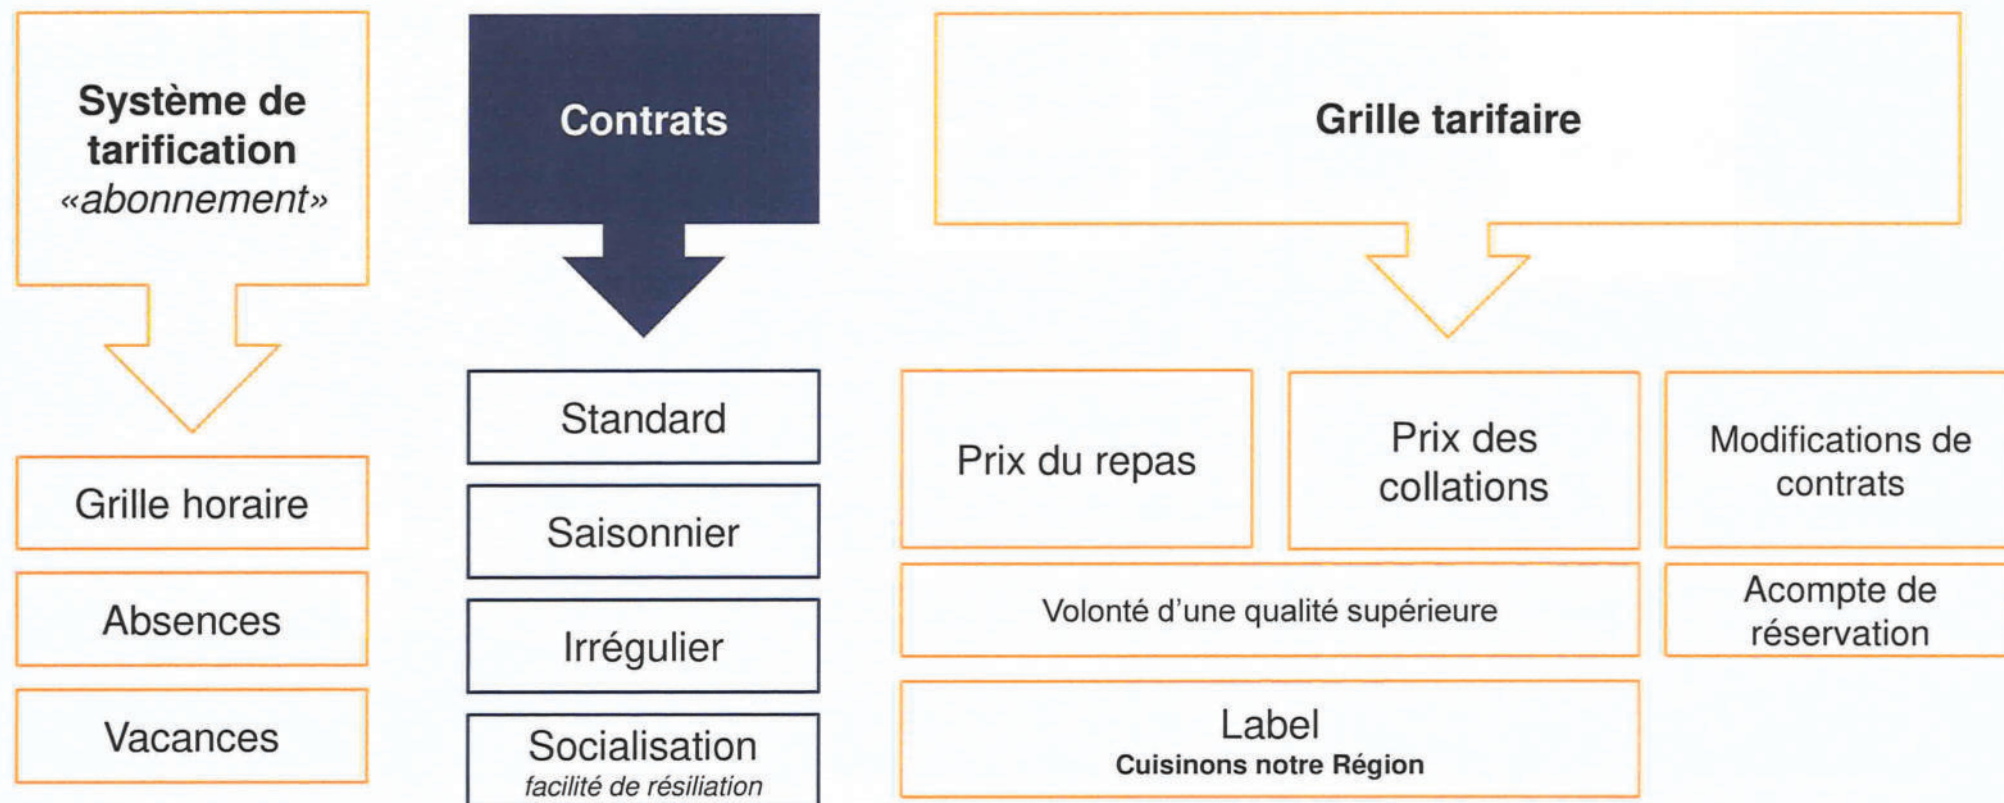 Système de
tarification
«abonnement»
Grille horaire
Absences
Vacances
Contrats
Standard
Saisonnier
Irrégulier
Socialisation
facilité de résiliation
Grille tarifaire
Prix du repas
Prix des
collations
Modifications de
contrats
Volonté d'une qualité supérieure
Acompte de
réservation
Label
Cuisinons notre Région